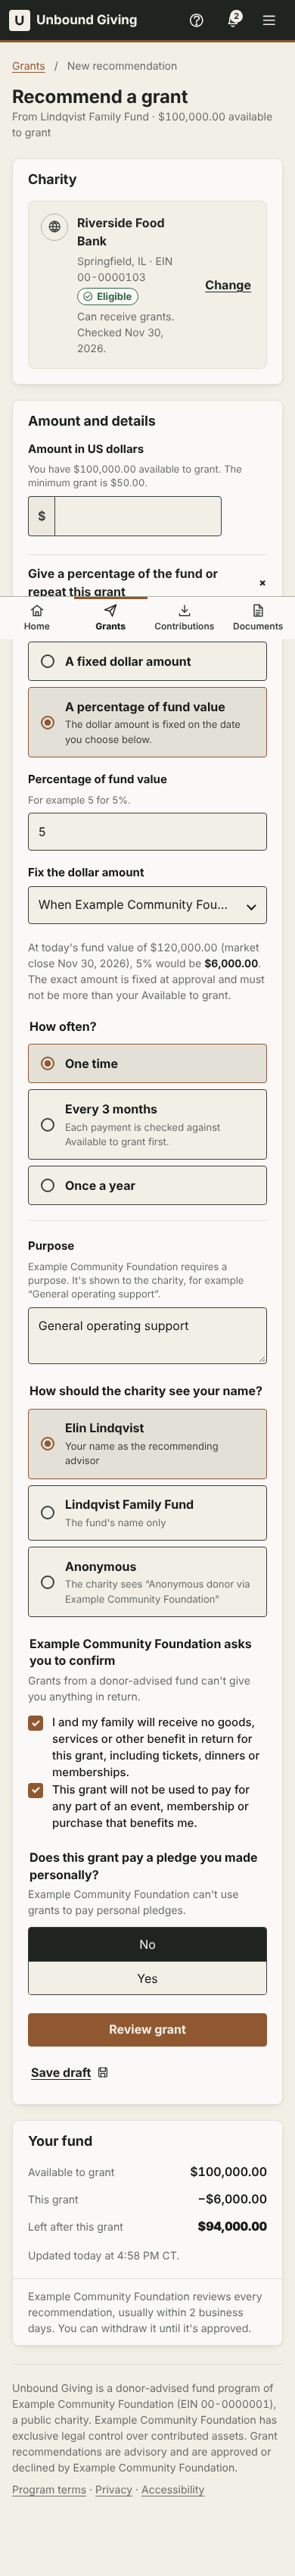 U Unbound Giving 2
Grants / New recommendation
Recommend a grant
From Lindqvist Family Fund · $100,000.00 available
to grant
Charity
Riverside Food
Bank
Springfield, IL · EIN
00-0000103
Eligible
Can receive grants.
Checked Nov 30,
2026.
Change
Amount and details
Amount in US dollars
You have $100,000.00 available to grant. The
minimum grant is $50.00.
$
Give a percentage of the fund or
repeat this grant
Home Grants Contributions Documents
A fixed dollar amount
A percentage of fund value
The dollar amount is fixed on the date
you choose below.
Percentage of fund value
For example 5 for 5%.
5
Fix the dollar amount
When Example Community Fou...
At today's fund value of $120,000.00 (market
close Nov 30, 2026), 5% would be $6,000.00.
The exact amount is fixed at approval and must
not be more than your Available to grant.
How often?
One time
Every 3 months
Each payment is checked against
Available to grant first.
Once a year
Purpose
Example Community Foundation requires a
purpose. It's shown to the charity, for example
“General operating support”.
General operating support
How should the charity see your name?
Elin Lindqvist
Your name as the recommending
advisor
Lindqvist Family Fund
The fund's name only
Anonymous
The charity sees “Anonymous donor via
Example Community Foundation”
Example Community Foundation asks
you to confirm
Grants from a donor-advised fund can't give
you anything in return.
I and my family will receive no goods,
services or other benefit in return for
this grant, including tickets, dinners or
memberships.
This grant will not be used to pay for
any part of an event, membership or
purchase that benefits me.
Does this grant pay a pledge you made
personally?
Example Community Foundation can't use
grants to pay personal pledges.
No
Yes
Review grant
Save draft
Your fund
Available to grant $100,000.00
This grant −$6,000.00
Left after this grant $94,000.00
Updated today at 4:58 PM CT.
Example Community Foundation reviews every
recommendation, usually within 2 business
days. You can withdraw it until it's approved.
Unbound Giving is a donor-advised fund program of
Example Community Foundation (EIN 00-0000001),
a public charity. Example Community Foundation has
exclusive legal control over contributed assets. Grant
recommendations are advisory and are approved or
declined by Example Community Foundation.
Program terms · Privacy · Accessibility